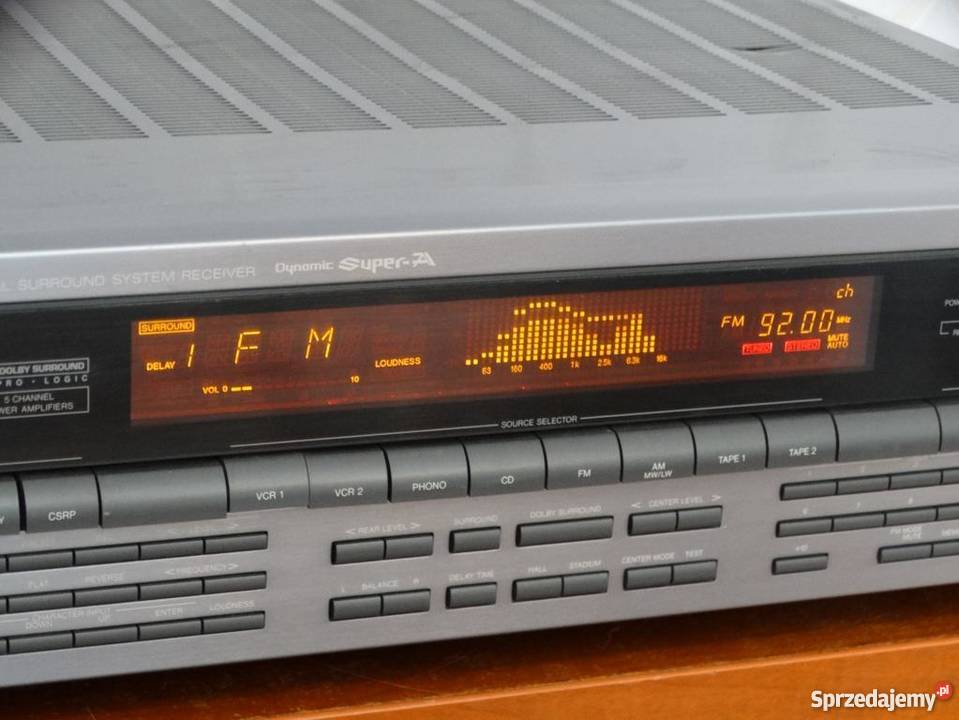 SURROUND SYSTEM RECEIVER Dynamic Super-A
SURROUND
DELAY 1 F M LOUDNESS
VOL 0 10
63 160 400 1k 2.5k 6.3k 16k
ch
FM 92.00 MHz
TUNED STEREO MUTE
AUTO
DOLBY SURROUND
PRO · LOGIC
5 CHANNEL
POWER AMPLIFIERS
SOURCE SELECTOR
CSRP VCR 1 VCR 2 PHONO CD FM AM TAPE 1 TAPE 2
MW/LW
< REAR LEVEL > SURROUND DOLBY SURROUND < CENTER LEVEL >
FLAT REVERSE < FREQUENCY >
L BALANCE R DELAY TIME HALL STADIUM CENTER MODE TEST
CHARACTER INPUT ENTER LOUDNESS
DOWN UP
+10 FM MODE
MUTE
Sprzedajemy.pl